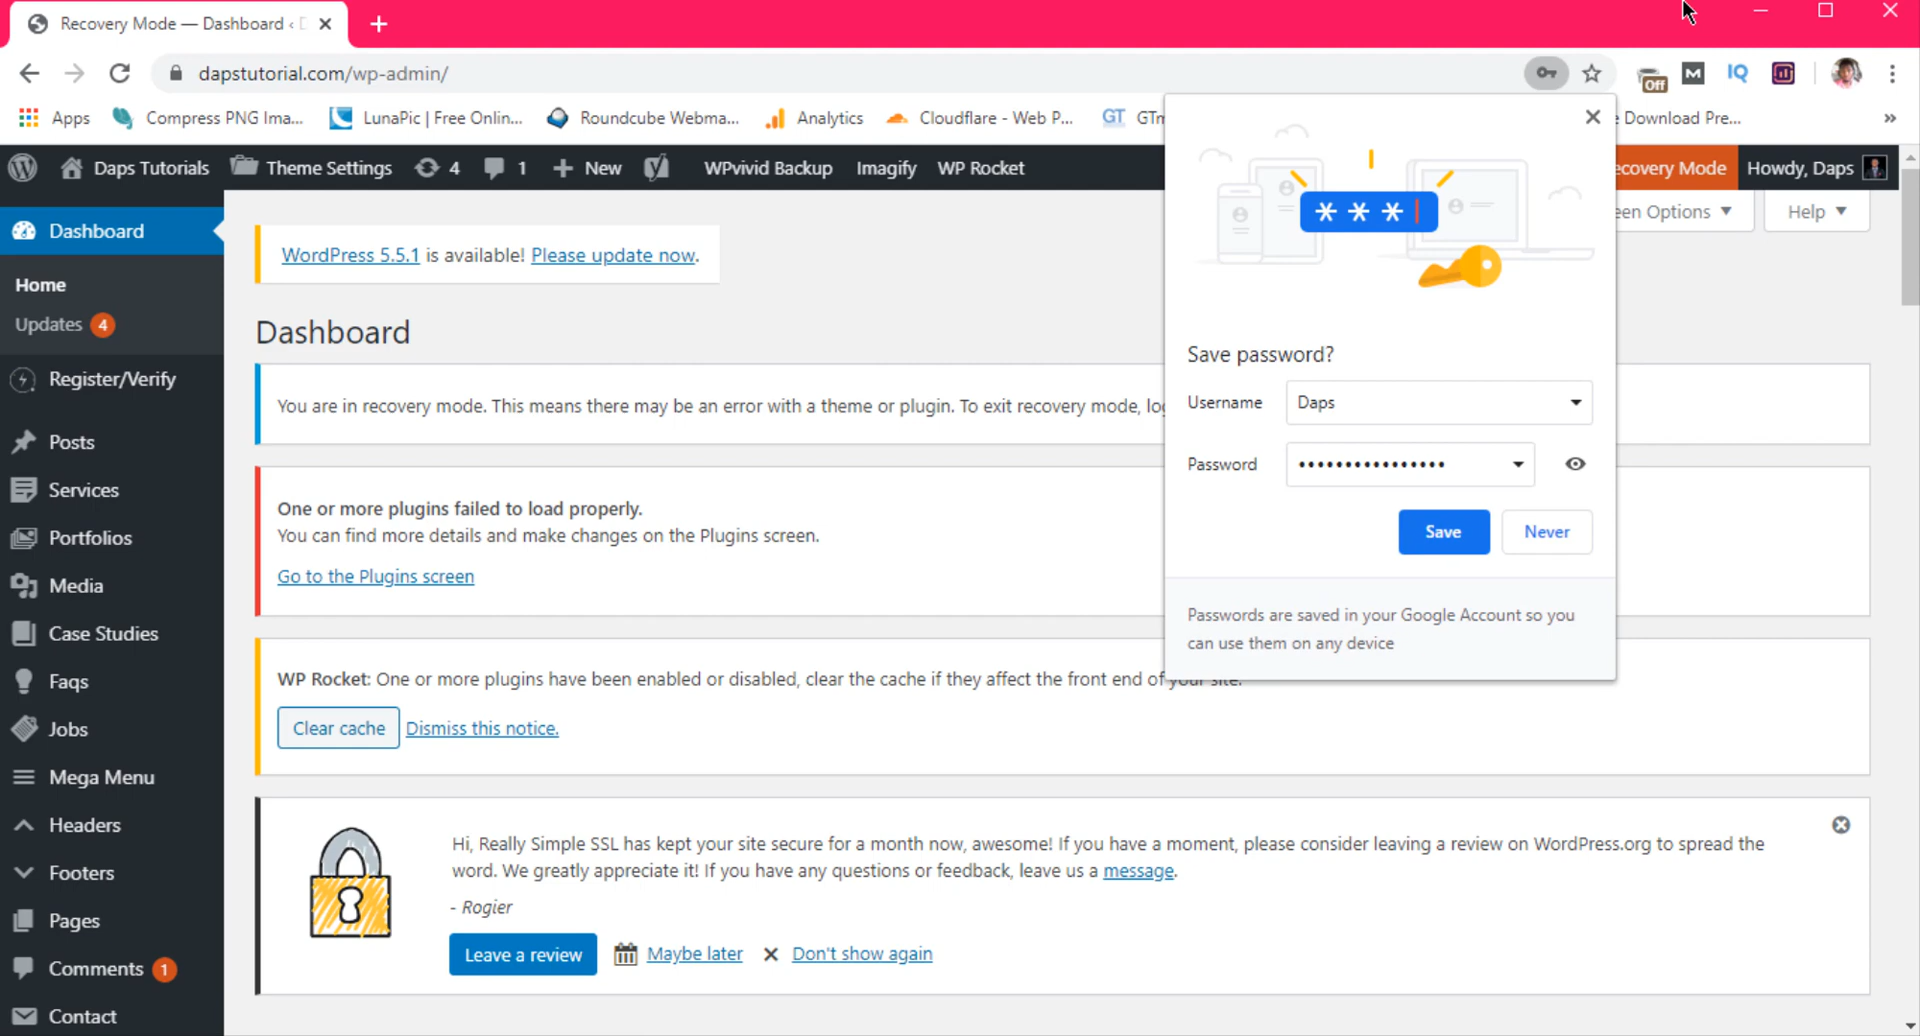 Recovery Mode — Dashboard ‹
dapstutorial.com/wp-admin/
Off
M
IQ
Apps
Compress PNG Ima...
LunaPic | Free Onlin...
Roundcube Webma...
Analytics
Cloudflare - Web P...
GT
Download Pre...
»
Daps Tutorials
Theme Settings
4
1
New
WPvivid Backup
Imagify
WP Rocket
ecovery Mode
Howdy, Daps
een Options
Help
Dashboard
Home
Updates 4
Register/Verify
Posts
Services
Portfolios
Media
Case Studies
Faqs
Jobs
Mega Menu
Headers
Footers
Pages
Comments 1
Contact
WordPress 5.5.1 is available! Please update now.
Dashboard
You are in recovery mode. This means there may be an error with a theme or plugin. To exit recovery mode,
One or more plugins failed to load properly.
You can find more details and make changes on the Plugins screen.
Go to the Plugins screen
WP Rocket: One or more plugins have been enabled or disabled, clear the cache if they affect the front end of your site.
Clear cache
Dismiss this notice.
Hi, Really Simple SSL has kept your site secure for a month now, awesome! If you have a moment, please consider leaving a review on WordPress.org to spread the
word. We greatly appreciate it! If you have any questions or feedback, leave us a message.
- Rogier
Leave a review
Maybe later
Don't show again
* * * |
Save password?
Username
Daps
Password
••••••••••••••••
Save
Never
Passwords are saved in your Google Account so you
can use them on any device